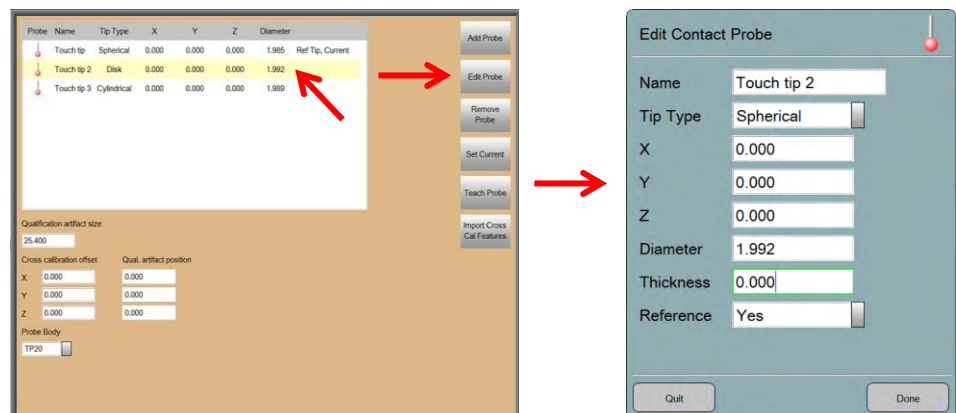 Probe Name Tip Type X Y Z Diameter
Touch tip Spherical 0.000 0.000 0.000 1.985 Ref Tip, Current
Touch tip 2 Disk 0.000 0.000 0.000 1.992
Touch tip 3 Cylindrical 0.000 0.000 0.000 1.989
Qualification artifact size
25.400
Cross calibration offset Qual. artifact position
X 0.000 0.000
Y 0.000 0.000
Z 0.000 0.000
Probe Body
TP20
Add Probe
Edit Probe
Remove
Probe
Set Current
Teach Probe
Import Cross
Cal Features
Edit Contact Probe
Name Touch tip 2
Tip Type Spherical
X 0.000
Y 0.000
Z 0.000
Diameter 1.992
Thickness 0.000
Reference Yes
Quit Done